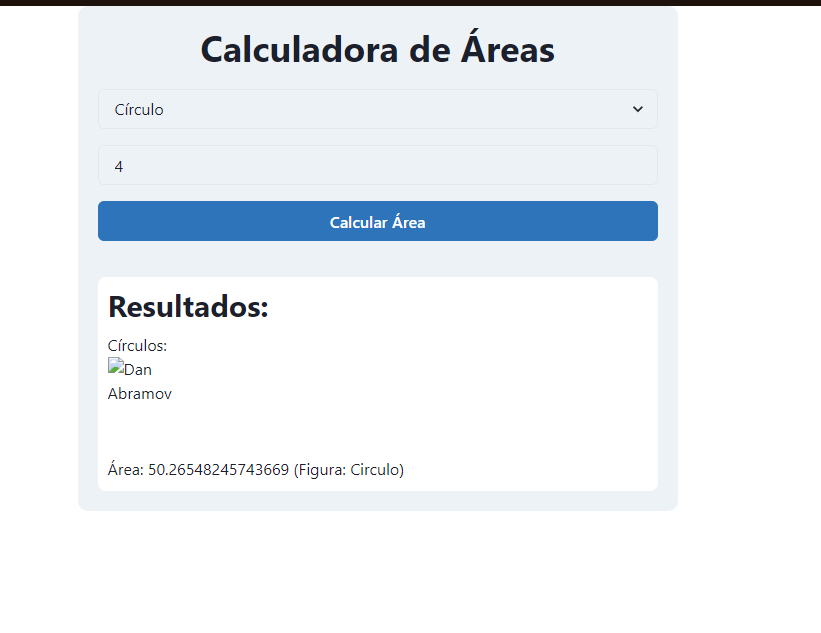 Calculadora de Áreas
Círculo
4
Calcular Área
Resultados:
Círculos:
Dan
Abramov
Área: 50.26548245743669 (Figura: Circulo)